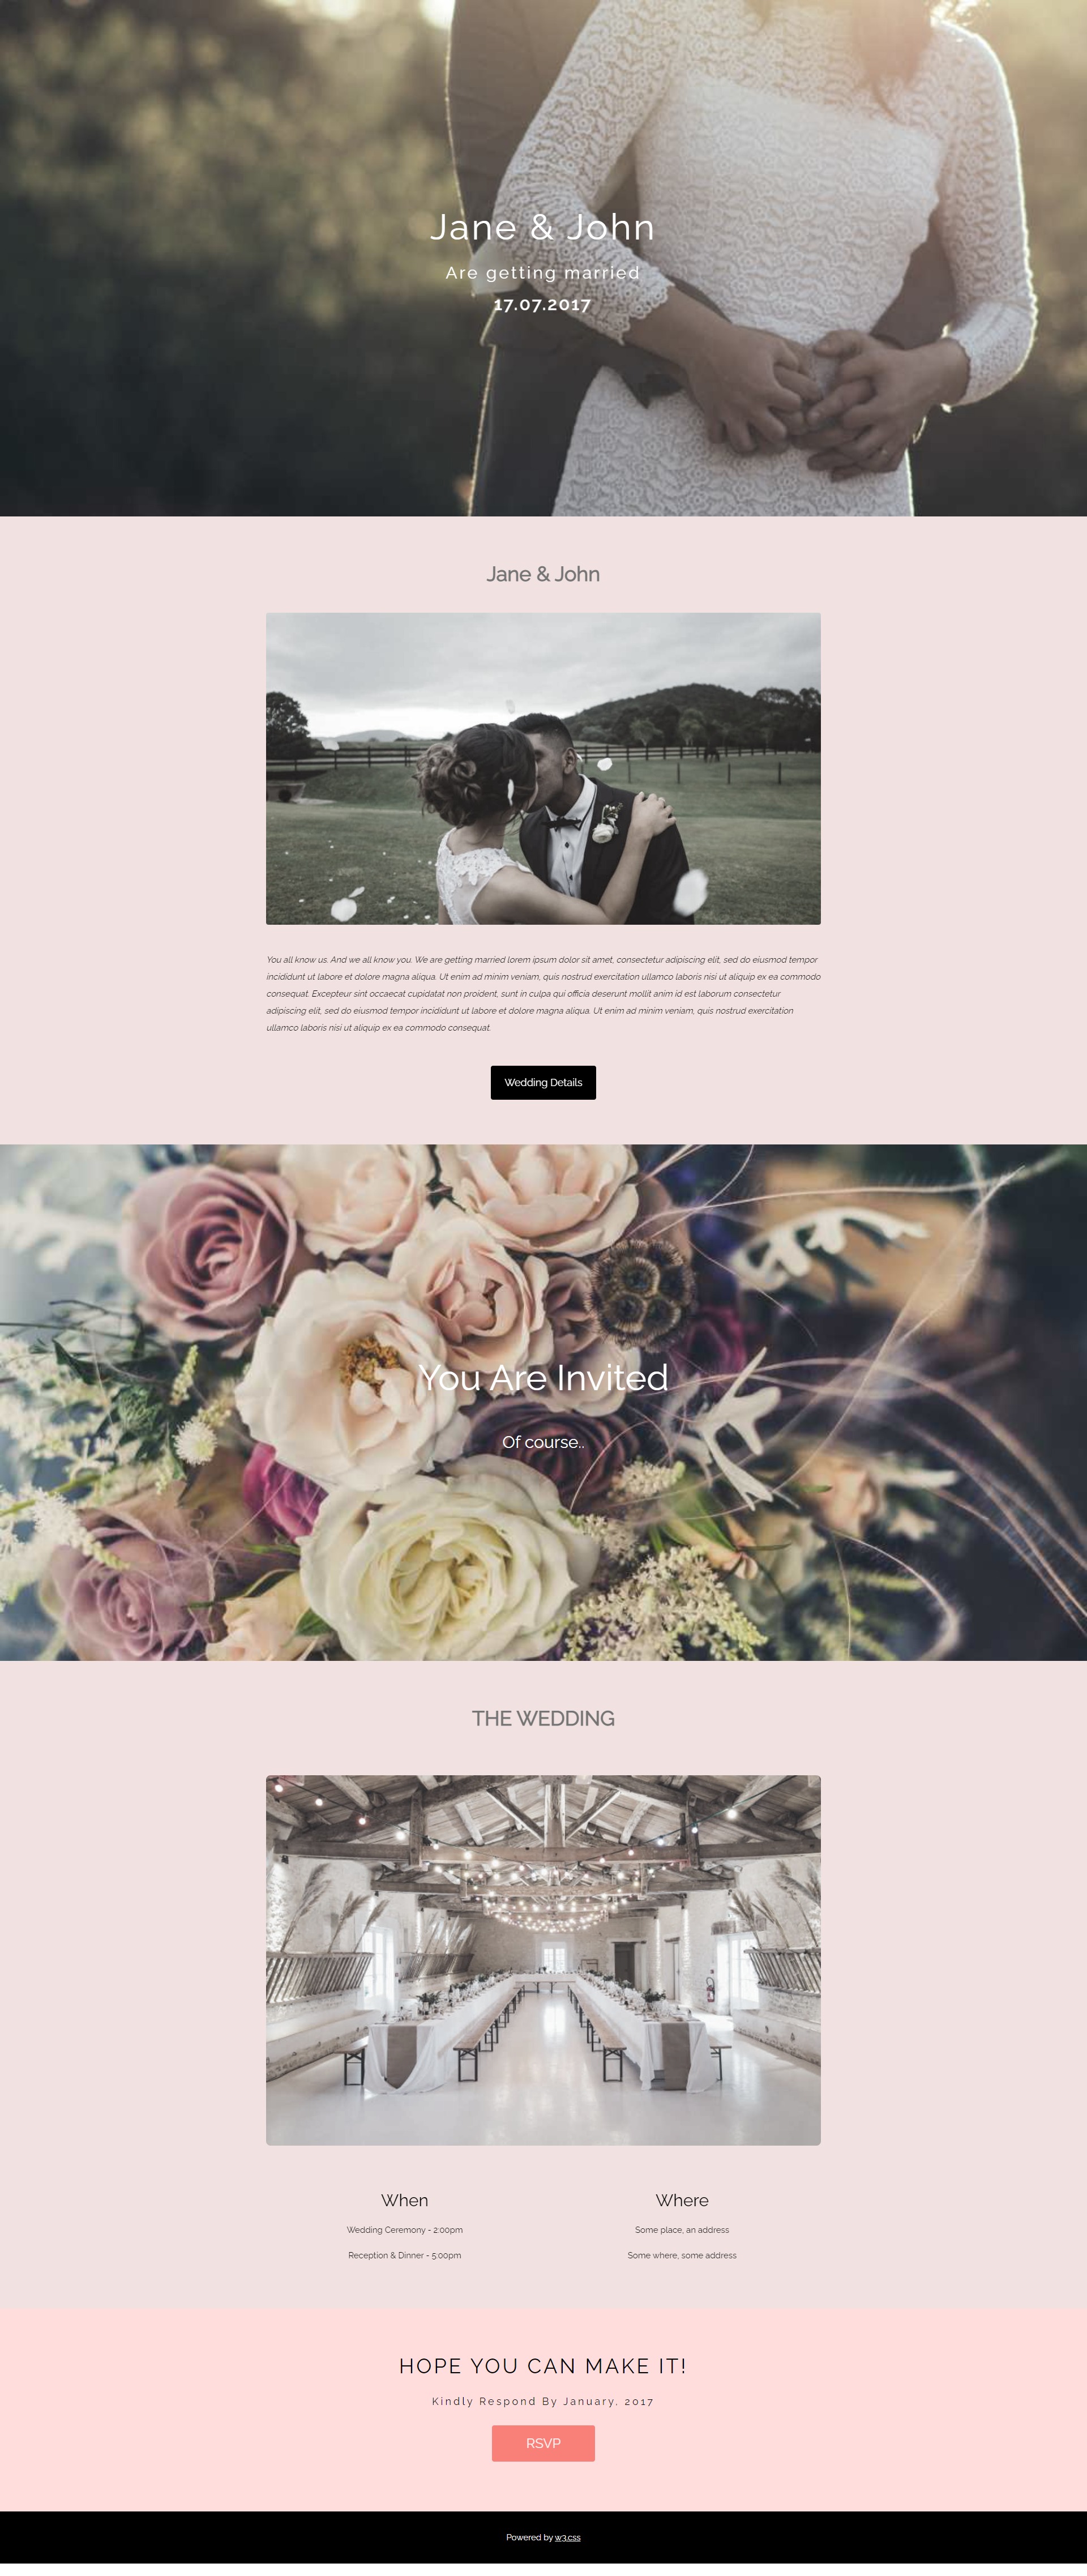 Jane & John
Are getting married
17.07.2017
Jane & John
You all know us. And we all know you. We are getting married lorem ipsum dolor sit amet, consectetur adipiscing elit, sed do eiusmod tempor
incididunt ut labore et dolore magna aliqua. Ut enim ad minim veniam, quis nostrud exercitation ullamco laboris nisi ut aliquip ex ea commodo
consequat. Excepteur sint occaecat cupidatat non proident, sunt in culpa qui officia deserunt mollit anim id est laborum consectetur
adipiscing elit, sed do eiusmod tempor incididunt ut labore et dolore magna aliqua. Ut enim ad minim veniam, quis nostrud exercitation
ullamco laboris nisi ut aliquip ex ea commodo consequat.
Wedding Details
You Are Invited
Of course..
THE WEDDING
When
Wedding Ceremony - 2:00pm
Reception & Dinner - 5:00pm
Where
Some place, an address
Some where, some address
HOPE YOU CAN MAKE IT!
Kindly Respond By January, 2017
RSVP
Powered by w3.css